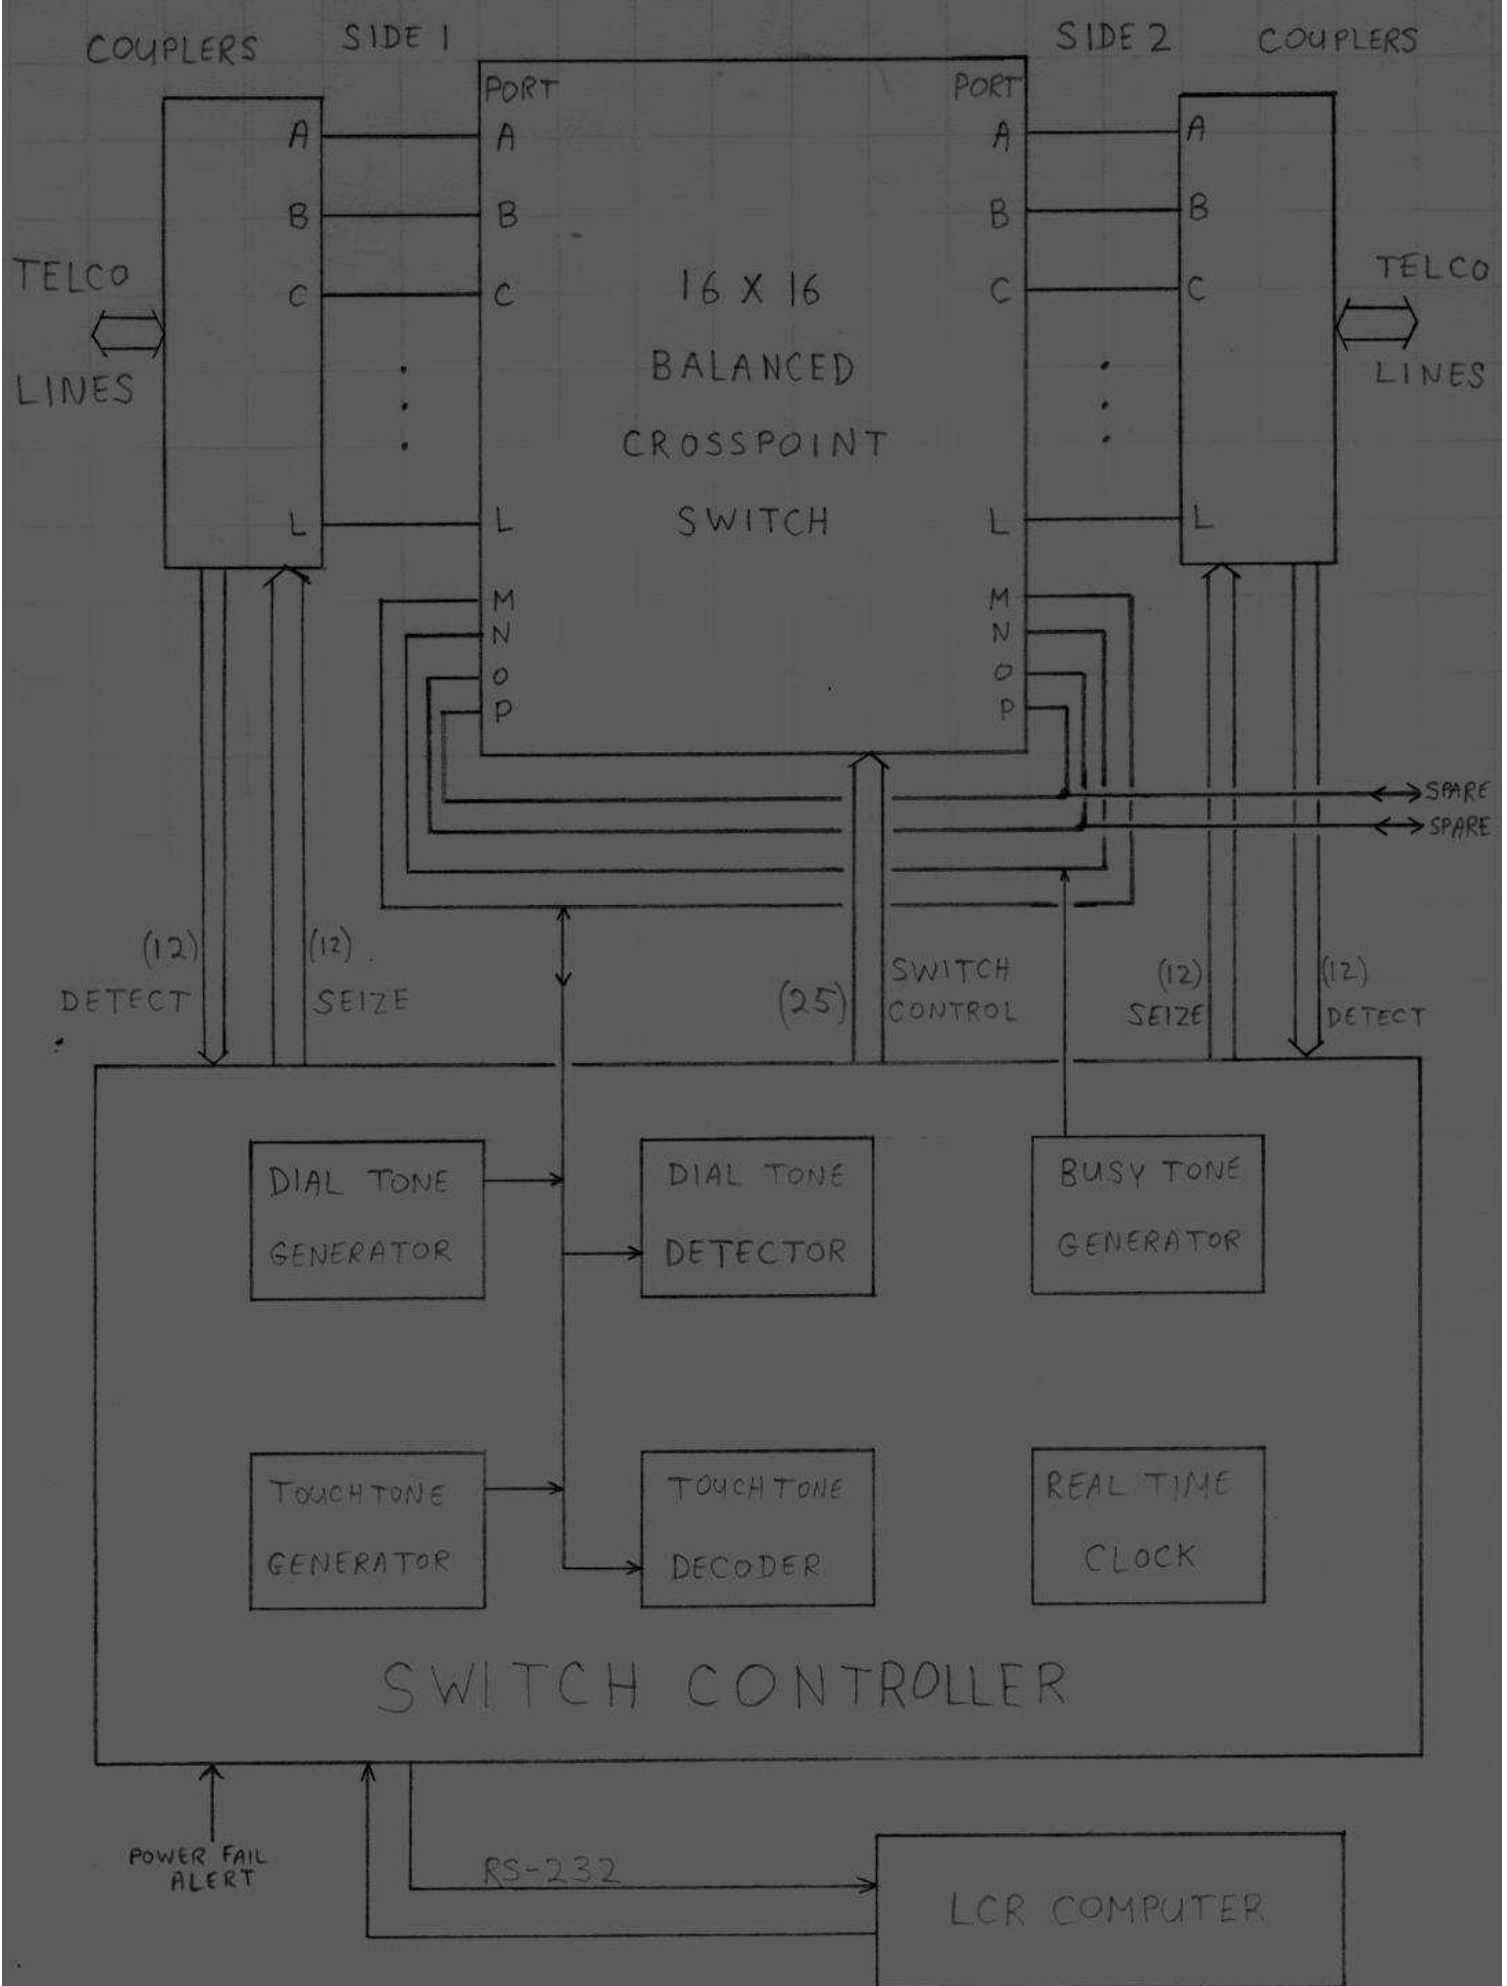 COUPLERS SIDE 1 SIDE 2 COUPLERS
PORT PORT
A A A A
B B B B
TELCO
LINES
C C 16 X 16 C C
BALANCED
CROSSPOINT
SWITCH
TELCO
LINES
L L L L
M M
N N
O O
P P
SPARE
SPARE
(12)
DETECT
(12)
SEIZE
(25)
SWITCH
CONTROL
(12)
SEIZE
(12)
DETECT
DIAL TONE
GENERATOR
DIAL TONE
DETECTOR
BUSY TONE
GENERATOR
TOUCHTONE
GENERATOR
TOUCHTONE
DECODER
REAL TIME
CLOCK
SWITCH CONTROLLER
POWER FAIL
ALERT
RS-232
LCR COMPUTER